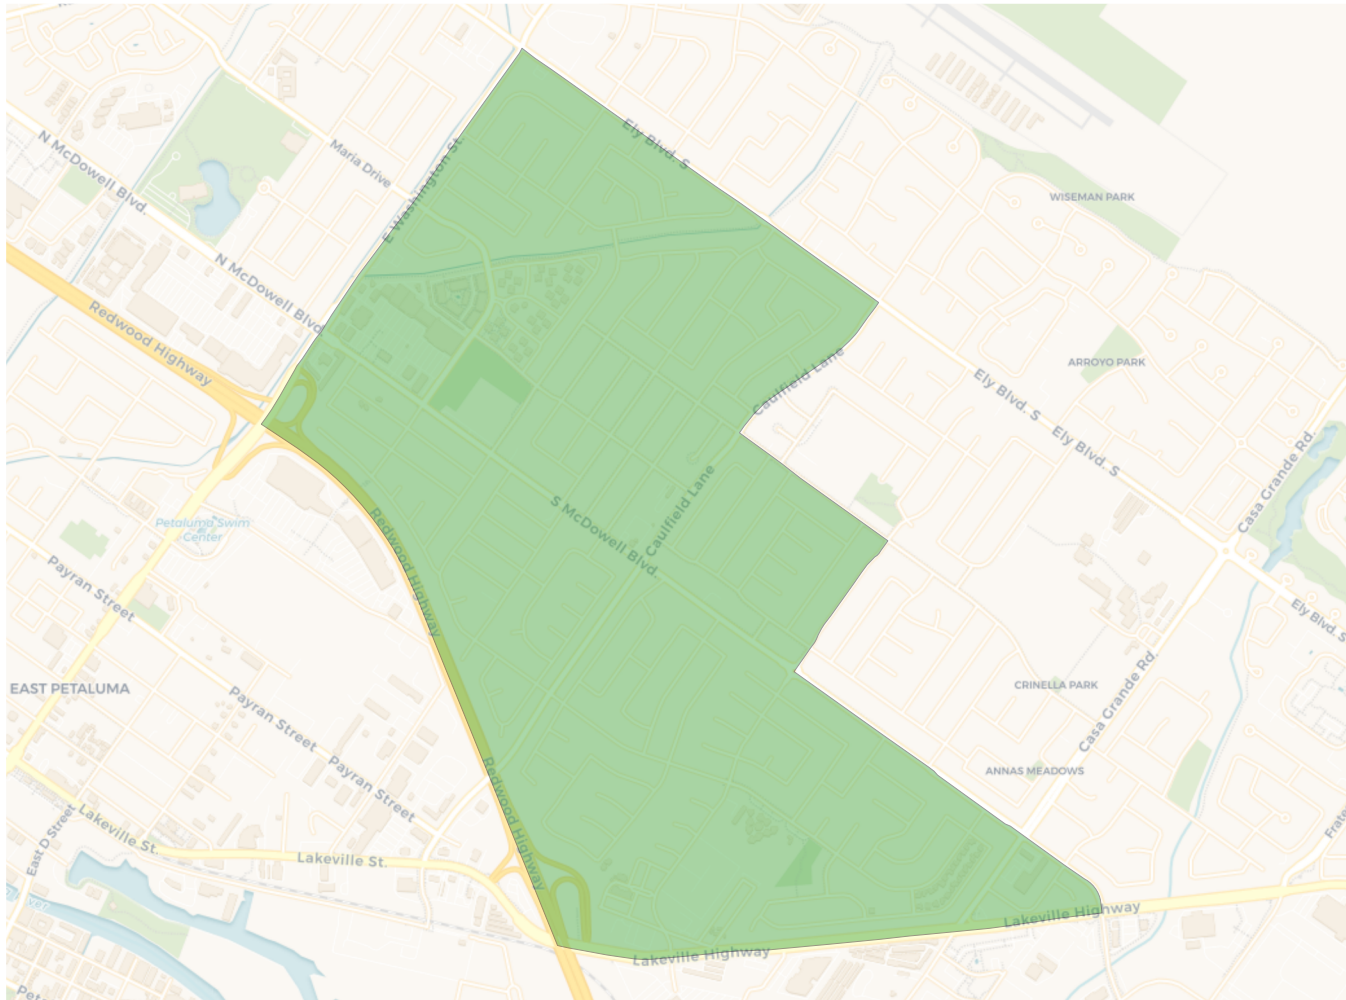 Ely Blvd. S
Maria Drive
N McDowell Blvd.
E Washington St.
WISEMAN PARK
N McDowell Blvd.
Redwood Highway
ARROYO PARK
Caulfield Lane
Ely Blvd. S
Ely Blvd. S
Casa Grande Rd.
Caulfield Lane
S McDowell Blvd.
Petaluma Swim
Center
Redwood Highway
Payran Street
Ely Blvd. S
EAST PETALUMA
CRINELLA PARK
Casa Grande Rd.
Payran Street
ANNAS MEADOWS
Payran Street
Redwood Highway
Lakeville St.
East D Street
Lakeville St.
Frate
Lakeville Highway
Lakeville Highway
ver
Pet